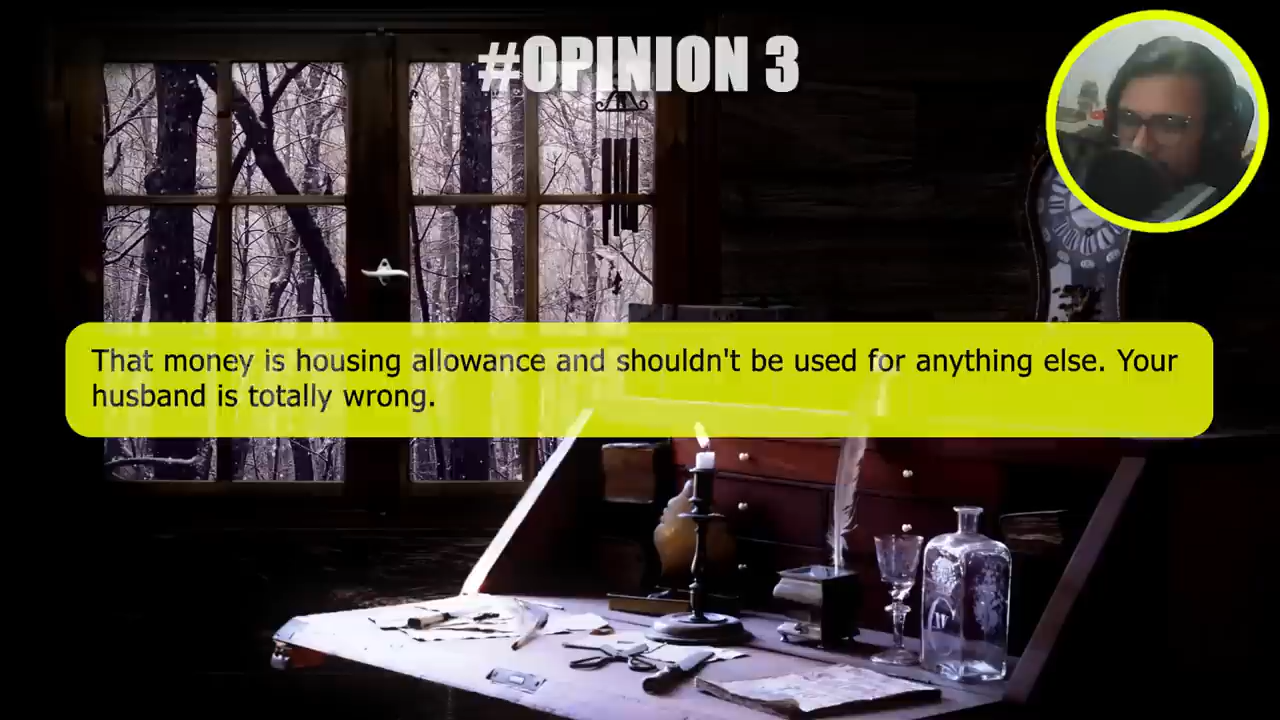 #OPINION 3
That money is housing allowance and shouldn't be used for anything else. Your
husband is totally wrong.